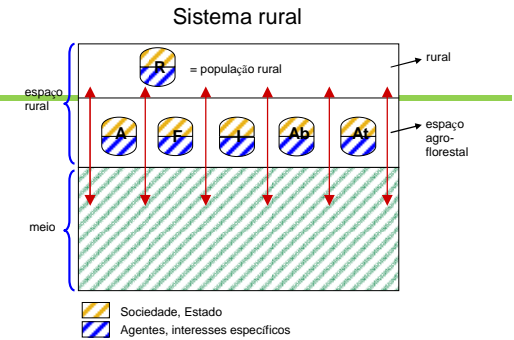 Sistema rural
R
= população rural
rural
espaço
rural
A
F
I
Ab
At
espaço
agro-
florestal
meio
Sociedade, Estado
Agentes, interesses específicos